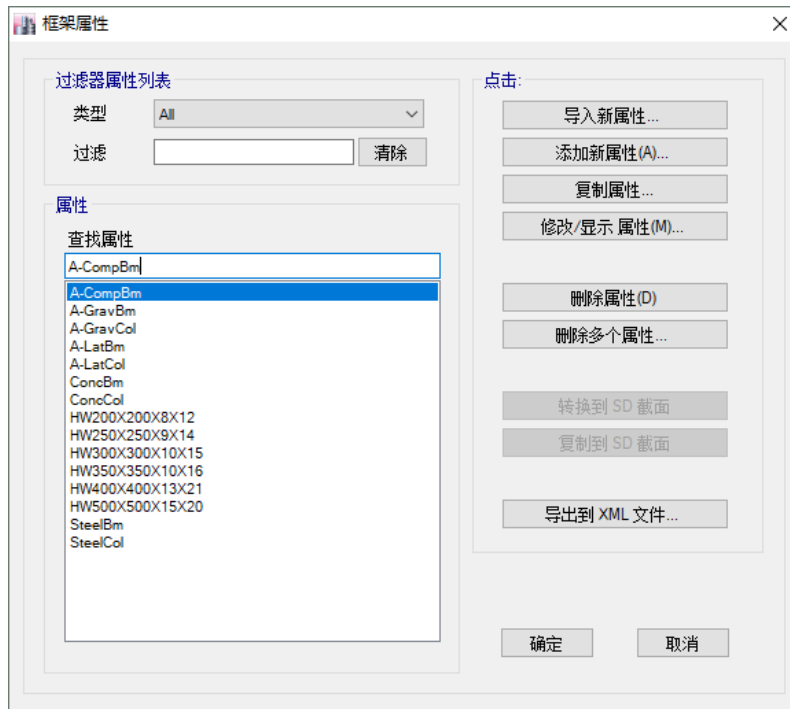 框架属性
过滤器属性列表
类型
All
过滤
清除
属性
查找属性
A-CompBm
A-CompBm
A-GravBm
A-GravCol
A-LatBm
A-LatCol
ConcBm
ConcCol
HW200X200X8X12
HW250X250X9X14
HW300X300X10X15
HW350X350X10X16
HW400X400X13X21
HW500X500X15X20
SteelBm
SteelCol
点击:
导入新属性...
添加新属性(A)...
复制属性...
修改/显示 属性(M)...
删除属性(D)
删除多个属性...
转换到 SD 截面
复制到 SD 截面
导出到 XML 文件...
确定
取消